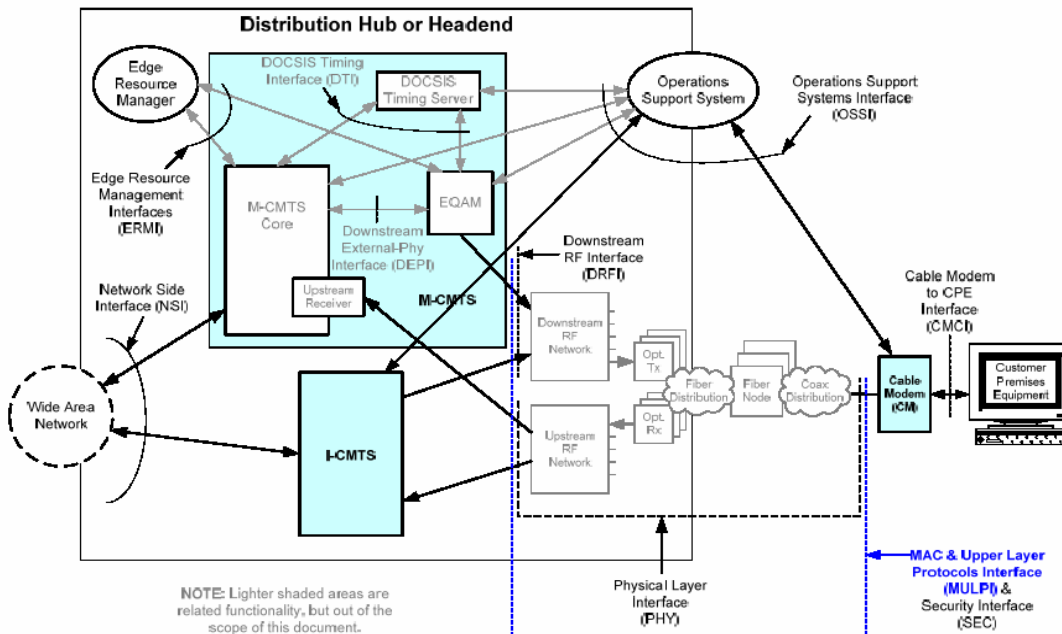 Distribution Hub or Headend
Edge
Resource
Manager
DOCSIS Timing
Interface (DTI)
DOCSIS
Timing Server
Operations
Support System
Operations Support
Systems Interface
(OSSI)
Edge Resource
Management
Interfaces
(ERMI)
M-CMTS
Core
EQAM
Downstream
External-Phy
Interface (DEPI)
Upstream
Receiver
M-CMTS
Downstream
RF Interface
(DRFI)
Network Side
Interface (NSI)
Cable Modem
to CPE
Interface
(CMCI)
Downstream
RF
Network
Opt.
Tx
Fiber
Distribution
Fiber
Node
Coax
Distribution
Cable
Modem
(CM)
Customer
Premises
Equipment
Wide Area
Network
I-CMTS
Upstream
RF
Network
Opt.
Rx
NOTE: Lighter shaded areas are
related functionality, but out of the
scope of this document.
Physical Layer
Interface
(PHY)
MAC & Upper Layer
Protocols Interface
(MULPI) &
Security Interface
(SEC)